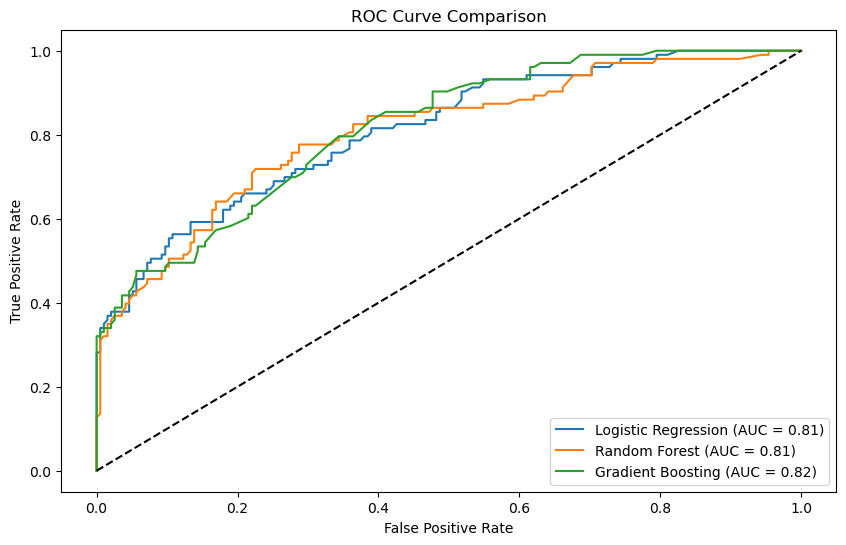 ROC Curve Comparison
1.0
0.8
0.6
0.4
0.2
0.0
True Positive Rate
Logistic Regression (AUC = 0.81)
Random Forest (AUC = 0.81)
Gradient Boosting (AUC = 0.82)
0.0 0.2 0.4 0.6 0.8 1.0
False Positive Rate